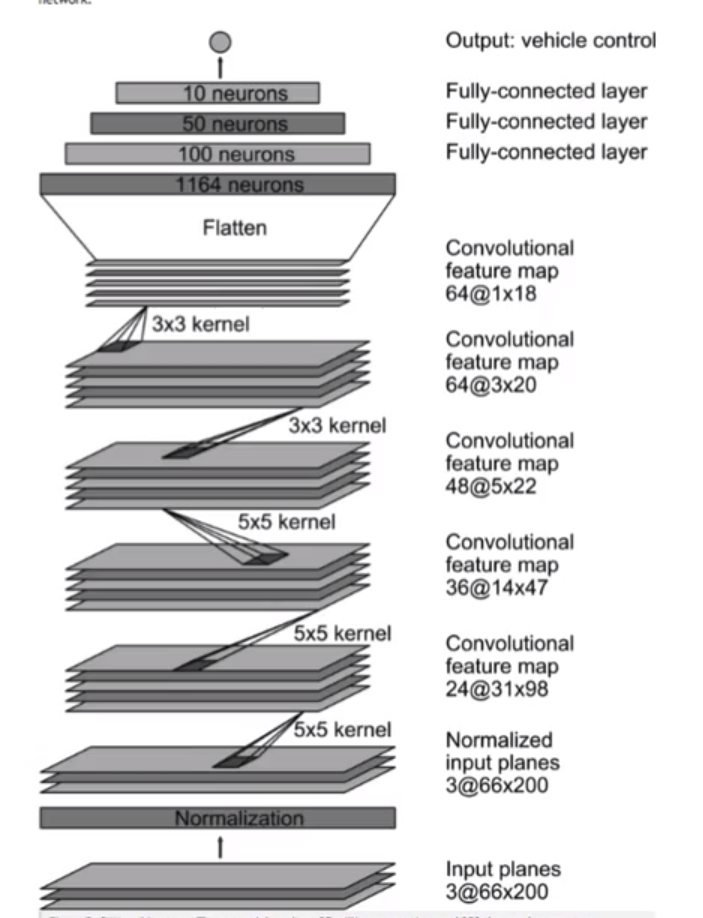 network.
Output: vehicle control
10 neurons
Fully-connected layer
50 neurons
Fully-connected layer
100 neurons
Fully-connected layer
1164 neurons
Flatten
Convolutional
feature map
64@1x18
3x3 kernel
Convolutional
feature map
64@3x20
3x3 kernel
Convolutional
feature map
48@5x22
5x5 kernel
Convolutional
feature map
36@14x47
5x5 kernel
Convolutional
feature map
24@31x98
5x5 kernel
Normalized
input planes
3@66x200
Normalization
Input planes
3@66x200